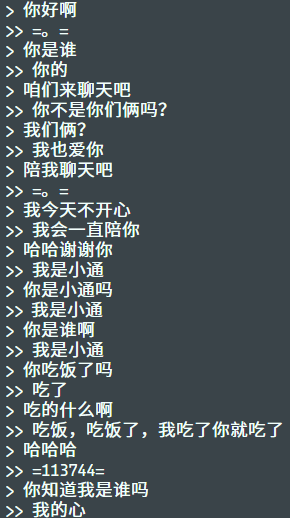 > 你好啊
>> =。=
> 你是谁
>> 你的
> 咱们来聊天吧
>> 你不是你们俩吗?
> 我们俩?
>> 我也爱你
> 陪我聊天吧
>> =。=
> 我今天不开心
>> 我会一直陪你
> 哈哈谢谢你
>> 我是小通
> 你是小通吗
>> 我是小通
> 你是谁啊
>> 我是小通
> 你吃饭了吗
>> 吃了
> 吃的什么啊
>> 吃饭，吃饭了，我吃了你就吃了
> 哈哈哈
>> =113744=
> 你知道我是谁吗
>> 我的心